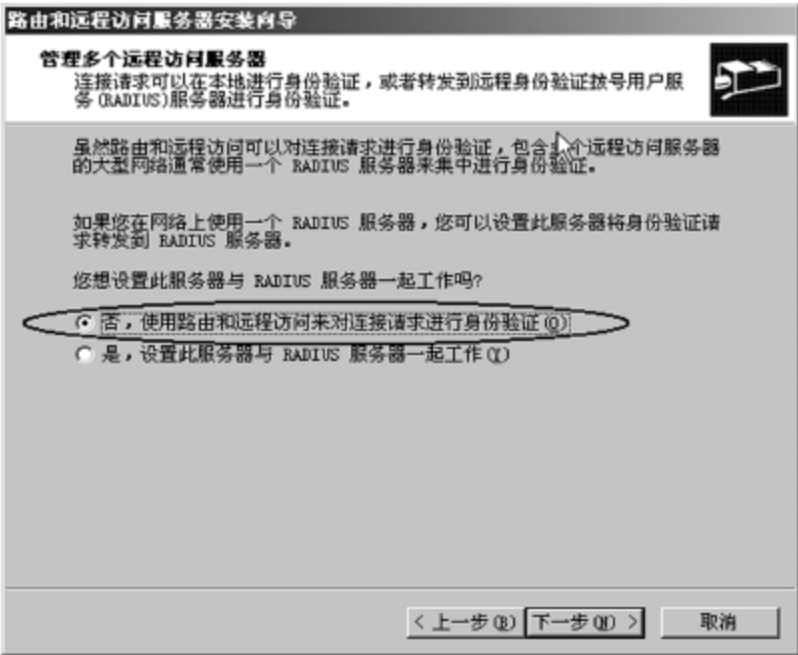 路由和远程访问服务器安装向导
管理多个远程访问服务器
连接请求可以在本地进行身份验证，或者转发到远程身份验证拨号用户服
务(RADIUS)服务器进行身份验证。
虽然路由和远程访问可以对连接请求进行身份验证，包含多个远程访问服务器
的大型网络通常使用一个 RADIUS 服务器来集中进行身份验证。
如果您在网络上使用一个 RADIUS 服务器，您可以设置此服务器将身份验证请
求转发到 RADIUS 服务器。
您想设置此服务器与 RADIUS 服务器一起工作吗?
否，使用路由和远程访问来对连接请求进行身份验证(O)
是，设置此服务器与 RADIUS 服务器一起工作(Y)
< 上一步(B) 下一步(N) > 取消